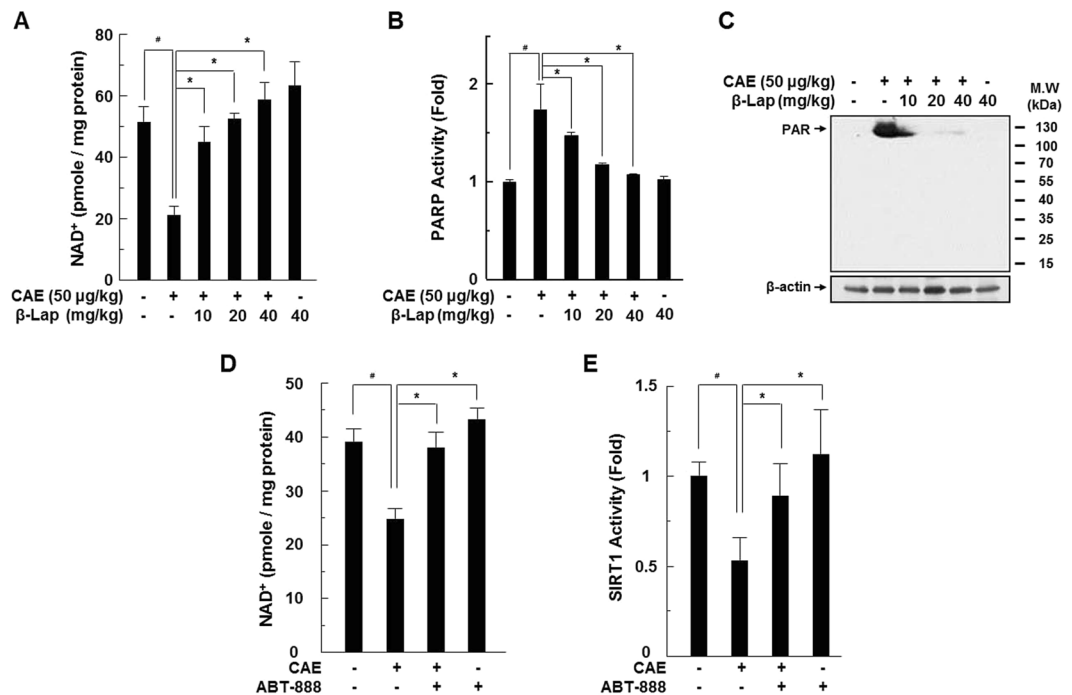 A
B
C
NAD+ (pmole / mg protein)
80
60
40
20
0
#
*
*
*
CAE (50 µg/kg) - + + + + -
β-Lap (mg/kg) - - 10 20 40 40
PARP Activity (Fold)
2
1
0
#
*
*
*
CAE (50 µg/kg) - + + + + -
β-Lap (mg/kg) - - 10 20 40 40
CAE (50 µg/kg) - + + + + -
β-Lap (mg/kg) - - 10 20 40 40
M.W
(kDa)
PAR
130
100
70
55
40
35
25
15
β-actin
D
E
NAD+ (pmole / mg protein)
50
40
30
20
10
0
#
*
*
CAE - + + -
ABT-888 - - + +
SIRT1 Activity (Fold)
1.5
1
0.5
0
#
*
*
CAE - + + -
ABT-888 - - + +